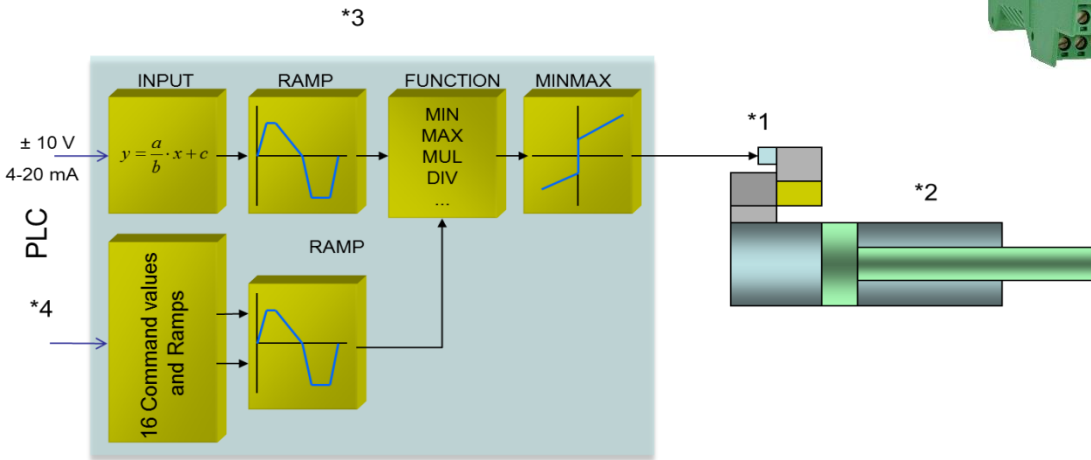 *3
INPUT
RAMP
FUNCTION
MINMAX
± 10 V
4-20 mA
y = a/b · x + c
MIN
MAX
MUL
DIV
...
*1
*2
PLC
RAMP
*4
16 Command values
and Ramps